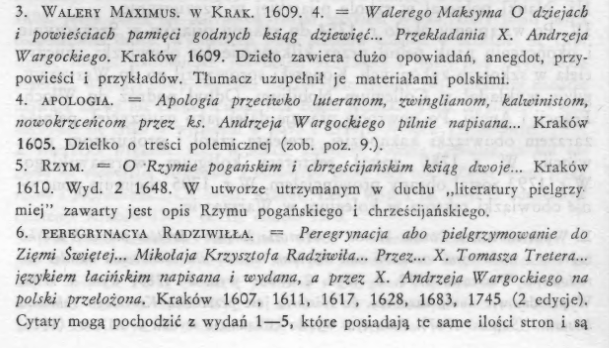 3. WALERY MAXIMUS. W KRAK. 1609. 4. = Walerego Maksyma O dziejach
i powieściach pamięci godnych ksiąg dziewięć... Przekładania X. Andrzeja
Wargockiego. Kraków 1609. Dzieło zawiera dużo opowiadań, anegdot, przy-
powieści i przykładów. Tłumacz uzupełnił je materiałami polskimi.
4. APOLOGIA. = Apologia przeciwko luteranom, zwinglianom, kalwinistom,
nowokrzceńcom przez ks. Andrzeja Wargockiego pilnie napisana... Kraków
1605. Dziełko o treści polemicznej (zob. poz. 9.).
5. RZYM. = O Rzymie pogańskim i chrześcijańskim ksiąg dwoje... Kraków
1610. Wyd. 2 1648. W utworze utrzymanym w duchu „literatury pielgrzy
miej” zawarty jest opis Rzymu pogańskiego i chrześcijańskiego.
6. PEREGRYNACYA RADZIWIŁŁA. = Peregrynacja abo pielgrzymowanie do
Zięmi Świętej... Mikołaja Krzysztofa Radziwiła... Przez... X. Tomasza Tretera...
językiem łacińskim napisana i wydana, a przez X. Andrzeja Wargockiego na
polski przełożona. Kraków 1607, 1611, 1617, 1628, 1683, 1745 (2 edycje).
Cytaty mogą pochodzić z wydań 1—5, które posiadają te same ilości stron i są